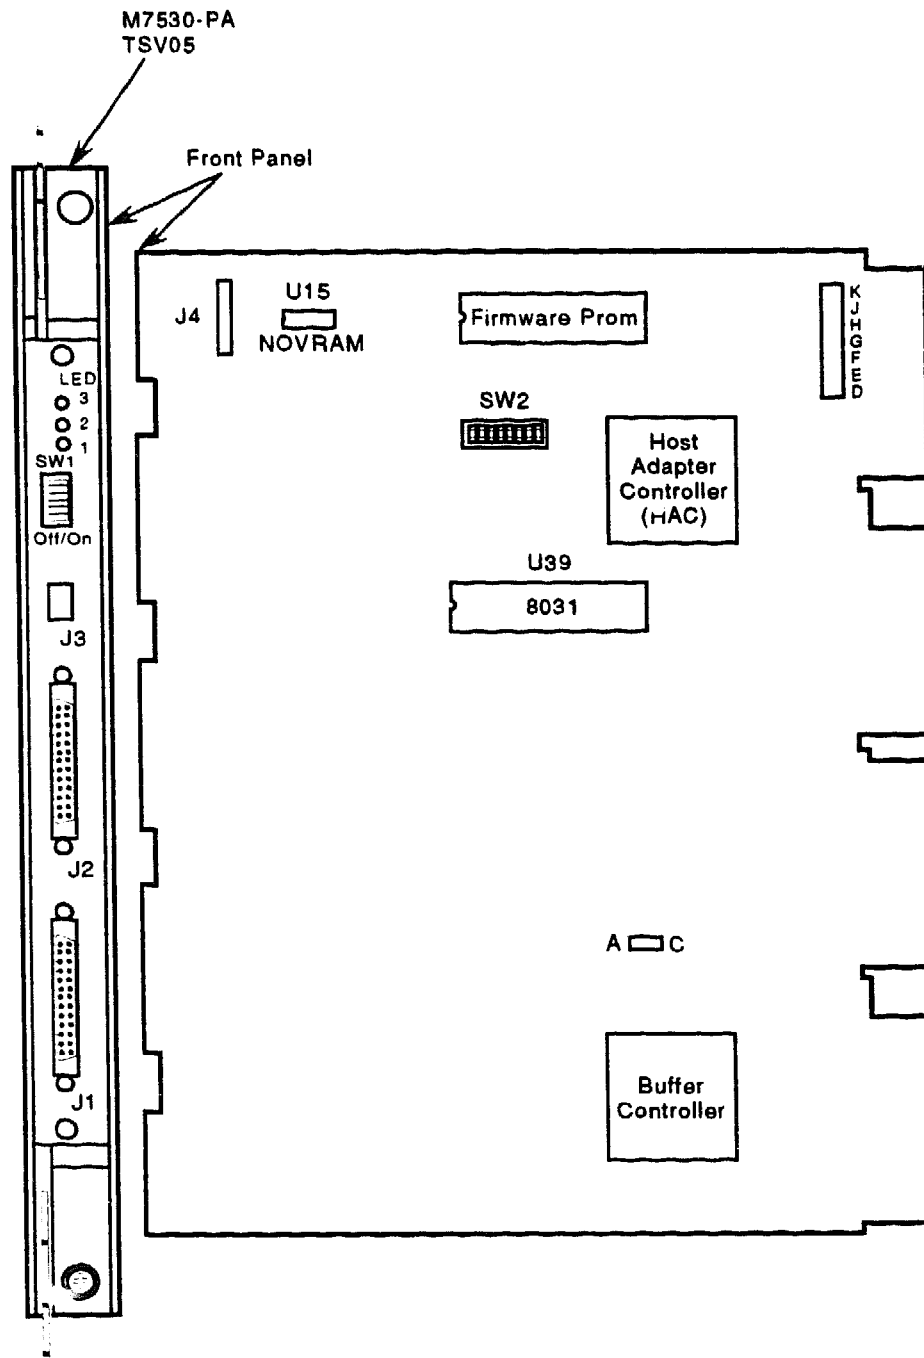 M7530-PA
TSV05
Front Panel
LED
3
2
1
SW1
Off/On
J3
J2
J1
J4
U15
NOVRAM
Firmware Prom
K
J
H
G
F
E
D
SW2
Host
Adapter
Controller
(HAC)
U39
8031
A C
Buffer
Controller